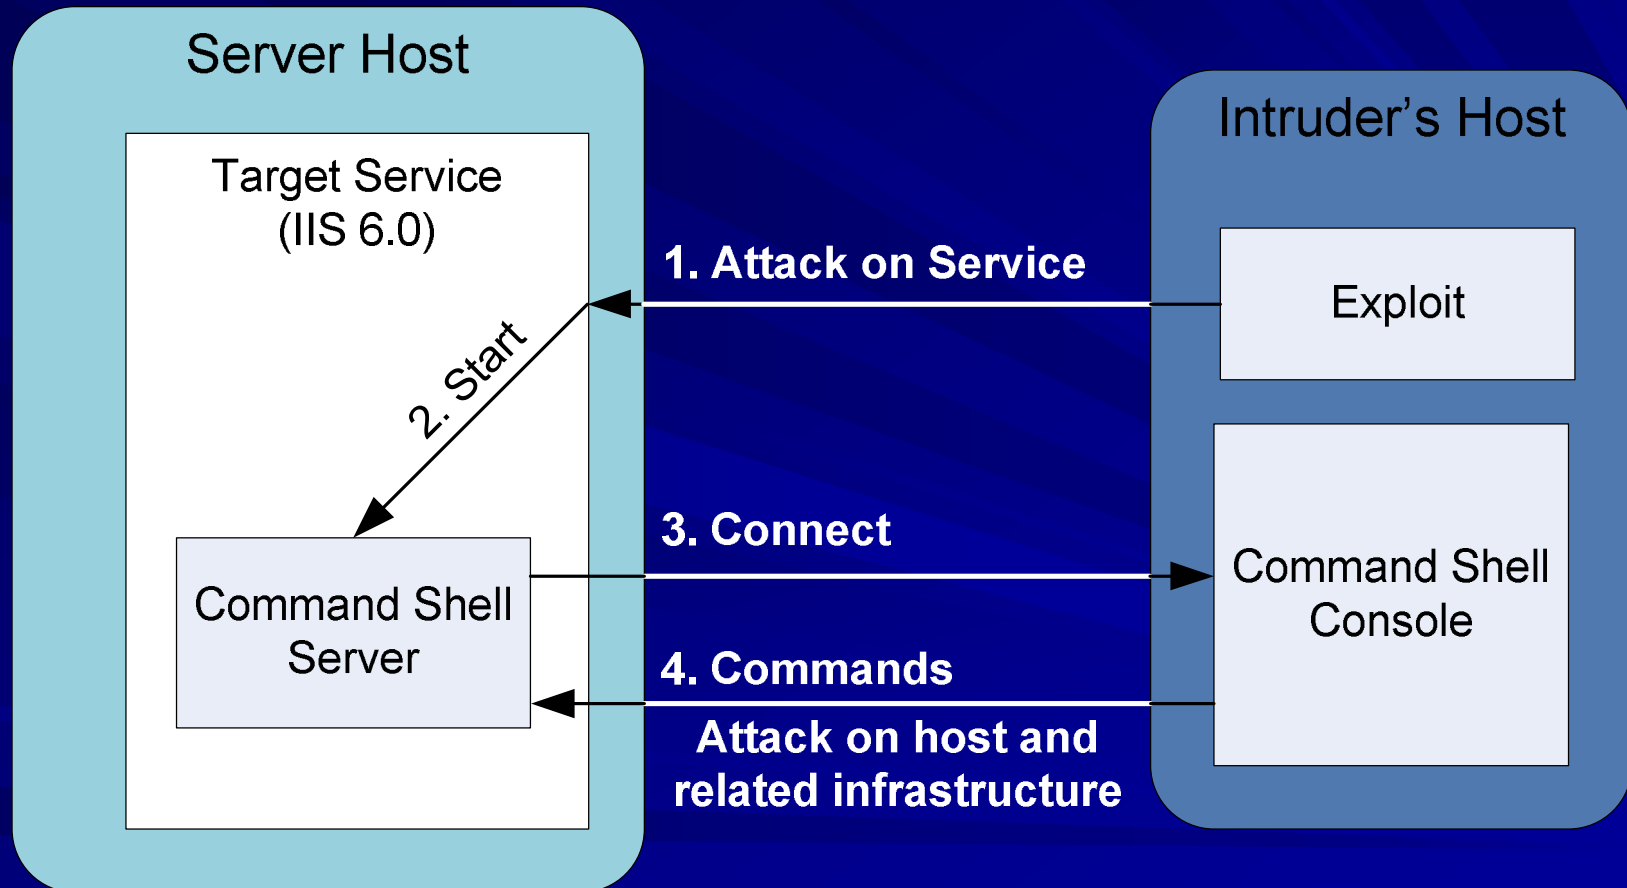 Server Host
Target Service
(IIS 6.0)
2. Start
Command Shell
Server
1. Attack on Service
3. Connect
4. Commands
Attack on host and
related infrastructure
Intruder’s Host
Exploit
Command Shell
Console